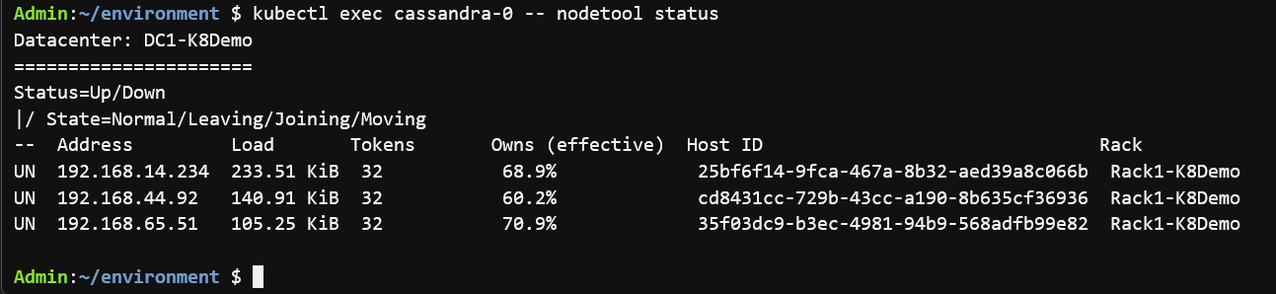 Admin:~/environment $ kubectl exec cassandra-0 -- nodetool status
Datacenter: DC1-K8Demo
======================
Status=Up/Down
|/ State=Normal/Leaving/Joining/Moving
--  Address         Load       Tokens       Owns (effective)  Host ID                               Rack
UN  192.168.14.234  233.51 KiB  32           68.9%             25bf6f14-9fca-467a-8b32-aed39a8c066b  Rack1-K8Demo
UN  192.168.44.92   140.91 KiB  32           60.2%             cd8431cc-729b-43cc-a190-8b635cf36936  Rack1-K8Demo
UN  192.168.65.51   105.25 KiB  32           70.9%             35f03dc9-b3ec-4981-94b9-568adfb99e82  Rack1-K8Demo
Admin:~/environment $